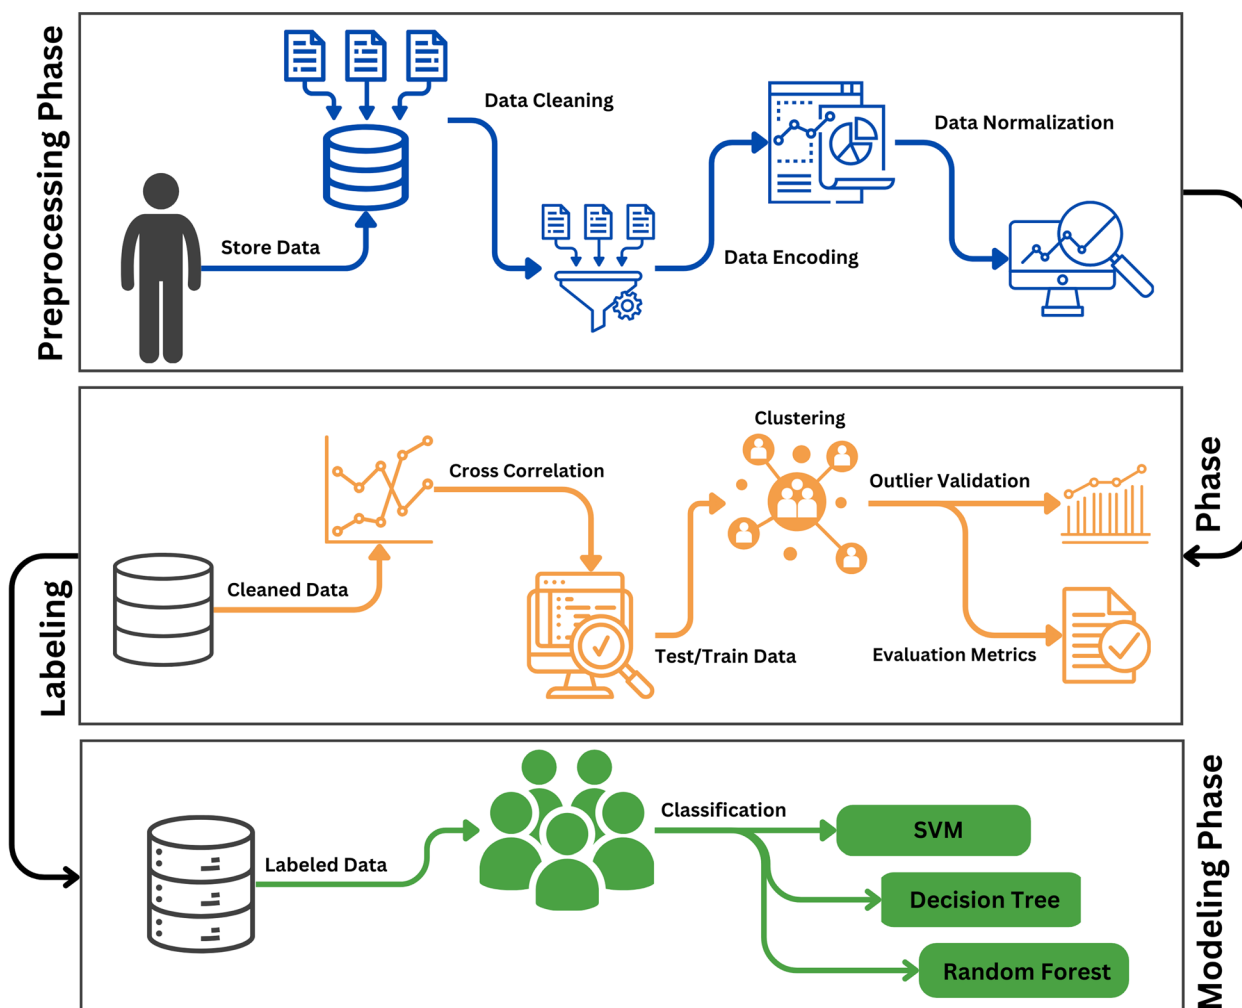 Preprocessing Phase
Store Data
Data Cleaning
Data Encoding
Data Normalization
Labeling
Phase
Cleaned Data
Cross Correlation
Test/Train Data
Clustering
Outlier Validation
Evaluation Metrics
Modeling Phase
Labeled Data
Classification
SVM
Decision Tree
Random Forest